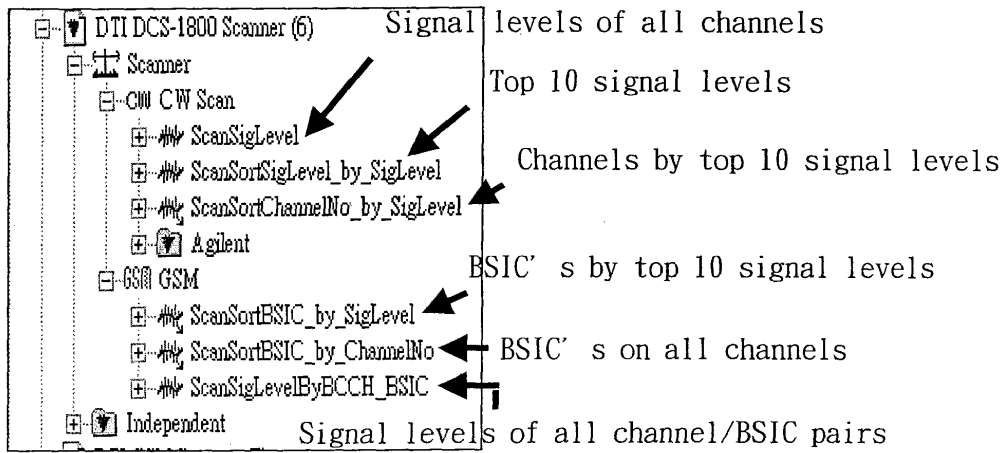 DTI DCS-1800 Scanner (6)
Signal levels of all channels
Scanner
CW CW Scan
Top 10 signal levels
ScanSigLevel
ScanSortSigLevel_by_SigLevel
Channels by top 10 signal levels
ScanSortChannelNo_by_SigLevel
Agilent
BSIC' s by top 10 signal levels
GSM GSM
ScanSortBSIC_by_SigLevel
ScanSortBSIC_by_ChannelNo
BSIC' s on all channels
ScanSigLevelByBCCH_BSIC
Independent
Signal levels of all channel/BSIC pairs